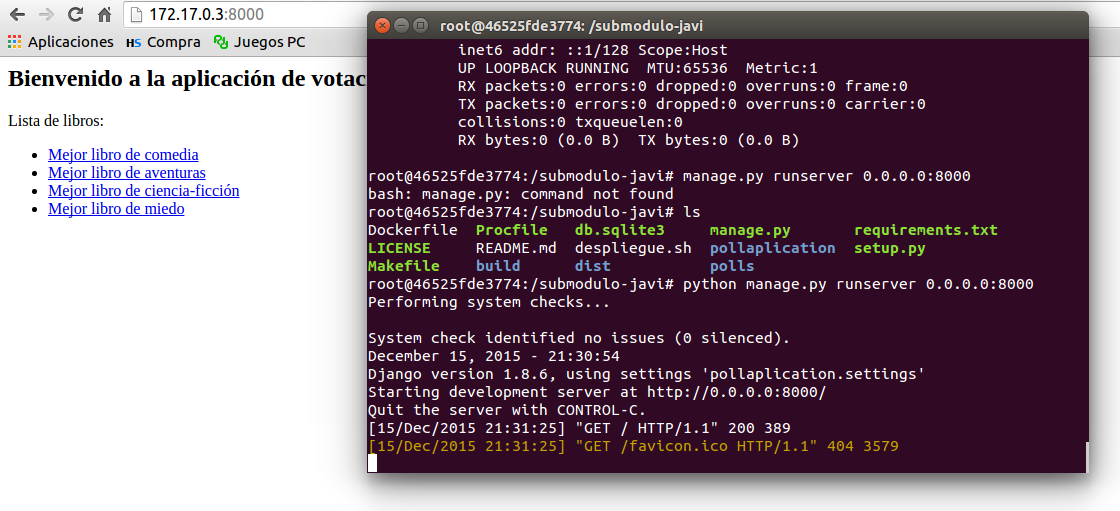 172.17.0.3:8000
Aplicaciones HS Compra Juegos PC
Bienvenido a la aplicación de votac
Lista de libros:
Mejor libro de comedia
Mejor libro de aventuras
Mejor libro de ciencia-ficción
Mejor libro de miedo
root@46525fde3774: /submodulo-javi
inet6 addr: ::1/128 Scope:Host
UP LOOPBACK RUNNING  MTU:65536  Metric:1
RX packets:0 errors:0 dropped:0 overruns:0 frame:0
TX packets:0 errors:0 dropped:0 overruns:0 carrier:0
collisions:0 txqueuelen:0
RX bytes:0 (0.0 B)  TX bytes:0 (0.0 B)
root@46525fde3774:/submodulo-javi# manage.py runserver 0.0.0.0:8000
bash: manage.py: command not found
root@46525fde3774:/submodulo-javi# ls
Dockerfile  Procfile   db.sqlite3     manage.py       requirements.txt
LICENSE     README.md  despliegue.sh  pollaplication  setup.py
Makefile    build      dist           polls
root@46525fde3774:/submodulo-javi# python manage.py runserver 0.0.0.0:8000
Performing system checks...
System check identified no issues (0 silenced).
December 15, 2015 - 21:30:54
Django version 1.8.6, using settings 'pollaplication.settings'
Starting development server at http://0.0.0.0:8000/
Quit the server with CONTROL-C.
[15/Dec/2015 21:31:25] "GET / HTTP/1.1" 200 389
[15/Dec/2015 21:31:25] "GET /favicon.ico HTTP/1.1" 404 3579